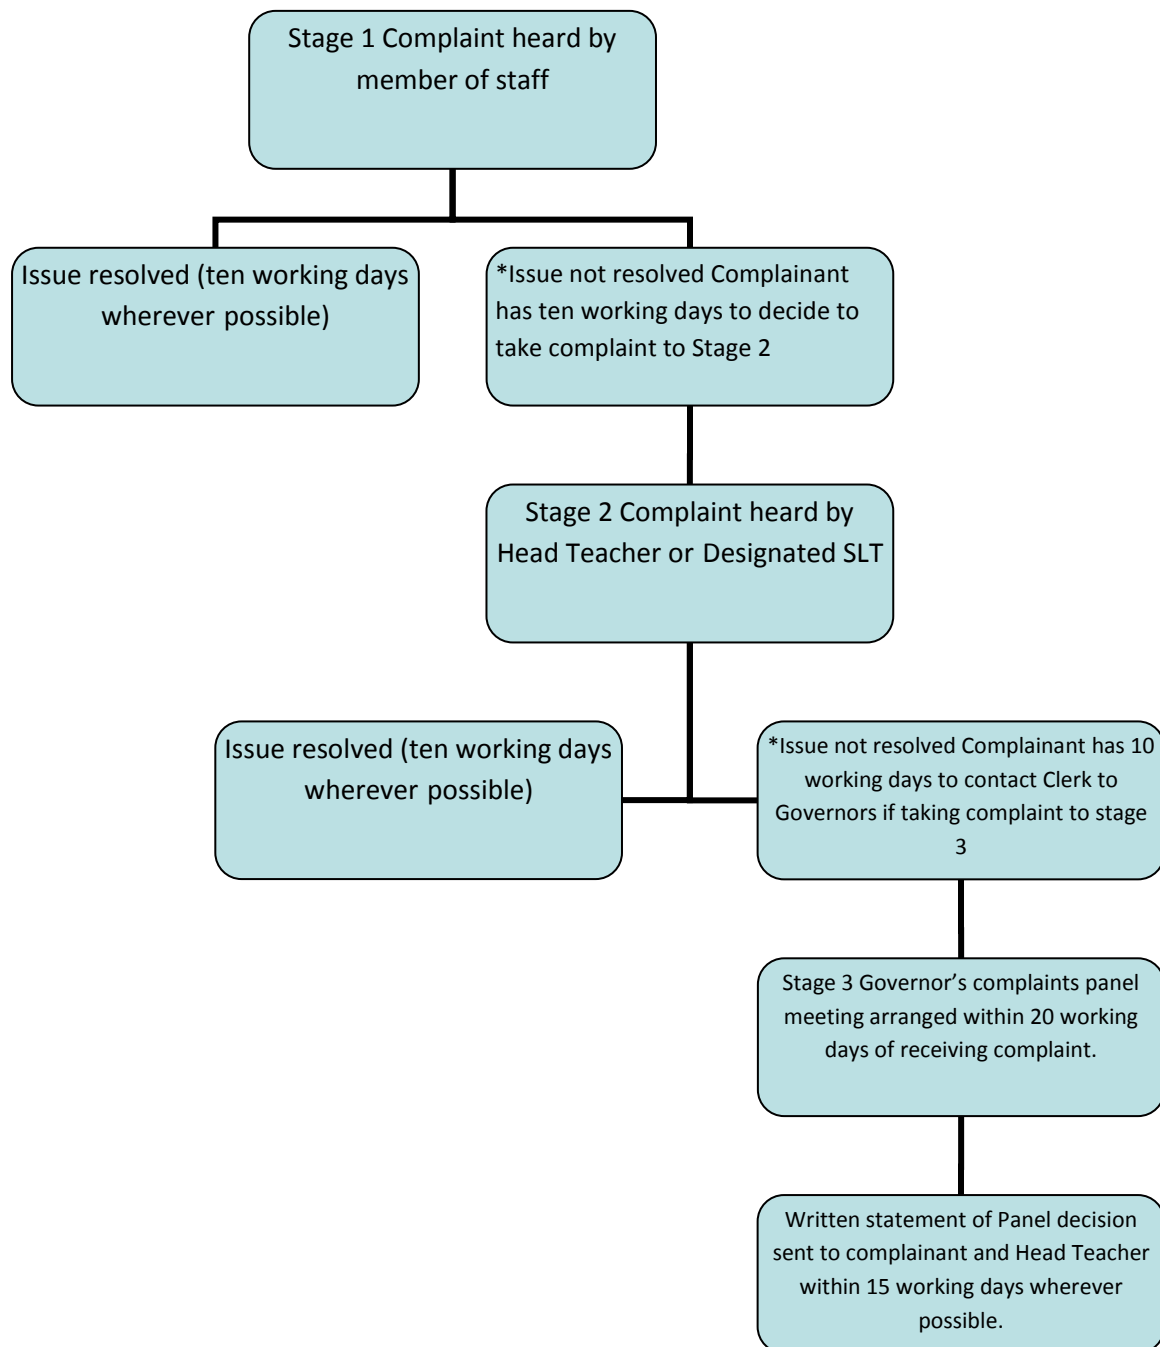 Stage 1 Complaint heard by
member of staff
Issue resolved (ten working days
wherever possible)
*Issue not resolved Complainant
has ten working days to decide to
take complaint to Stage 2
Stage 2 Complaint heard by
Head Teacher or Designated SLT
Issue resolved (ten working days
wherever possible)
*Issue not resolved Complainant has 10
working days to contact Clerk to
Governors if taking complaint to stage
3
Stage 3 Governor’s complaints panel
meeting arranged within 20 working
days of receiving complaint.
Written statement of Panel decision
sent to complainant and Head Teacher
within 15 working days wherever
possible.